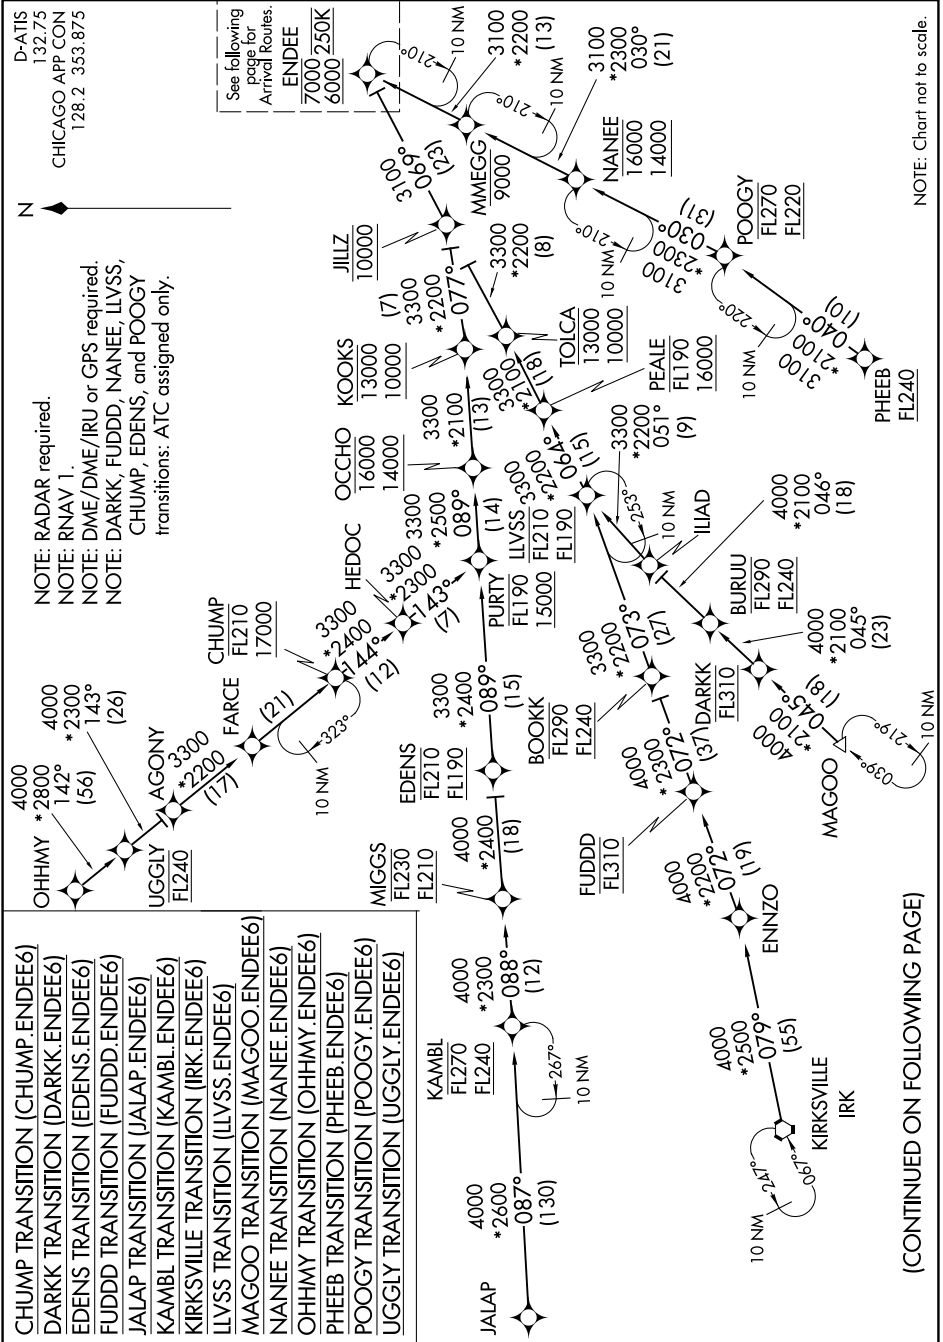 D-ATIS
132.75
CHICAGO APP CON
128.2 353.875
N
NOTE: RADAR required.
NOTE: RNAV 1.
NOTE: DME/DME/IRU or GPS required.
NOTE: DARKK, FUDDD, NANEE, LLVSS,
CHUMP, EDENS, and POOGY
transitions: ATC assigned only.
See following
page for
Arrival Routes.
ENDEE
7000 250K
6000
CHUMP TRANSITION (CHUMP.ENDEE6)
DARKK TRANSITION (DARKK.ENDEE6)
EDENS TRANSITION (EDENS.ENDEE6)
FUDDD TRANSITION (FUDDD.ENDEE6)
JALAP TRANSITION (JALAP.ENDEE6)
KAMBL TRANSITION (KAMBL.ENDEE6)
KIRKSVILLE TRANSITION (IRK.ENDEE6)
LLVSS TRANSITION (LLVSS.ENDEE6)
MAGOO TRANSITION (MAGOO.ENDEE6)
NANEE TRANSITION (NANEE.ENDEE6)
OHHMY TRANSITION (OHHMY.ENDEE6)
PHEEB TRANSITION (PHEEB.ENDEE6)
POOGY TRANSITION (POOGY.ENDEE6)
UGGLY TRANSITION (UGGLY.ENDEE6)
OHHMY
4000
*2800
142°
(56)
UGGLY
FL240
4000
*2300
143°
(26)
AGONY
3300
*2200
(17)
FARCE
(21)
CHUMP
FL210
17000
323°
10 NM
3300
*2400
144°
(12)
HEDOC
3300
*2300
143°
(7)
JALAP
4000
*2600
087°
(130)
KAMBL
FL270
FL240
267°
10 NM
4000
*2300
088°
(12)
MIGGS
FL230
FL210
4000
*2400
(18)
EDENS
FL210
FL190
3300
*2400
089°
(15)
PURTY
FL190
15000
3300
*2500
089°
(14)
OCCHO
16000
14000
3300
*2100
(13)
KOOKS
13000
10000
(7)
3300
*2200
077°
JILLZ
10000
3100
069°
(23)
KIRKSVILLE
IRK
247°
067°
10 NM
4000
*2500
079°
(55)
ENNZO
4000
*2200
072°
(19)
FUDDD
FL310
4000
*2300
072°
(37)
BOOKK
FL290
FL240
3300
*2200
073°
(27)
MAGOO
039°
219°
10 NM
4000
*2100
045°
(18)
DARKK
FL310
4000
*2100
045°
(23)
BURUU
FL290
FL240
4000
*2100
046°
(18)
ILIAD
3300
*2200
051°
(9)
LLVSS
FL210
FL190
253°
10 NM
3300
*2200
064°
(15)
PEALE
FL190
16000
3300
*2100
(18)
TOLCA
13000
10000
3300
*2200
(8)
PHEEB
FL240
3100
*2100
040°
(10)
POOGY
FL270
FL220
220°
10 NM
3100
*2300
030°
(31)
NANEE
16000
14000
210°
10 NM
3100
*2300
030°
(21)
MMEGG
9000
210°
10 NM
3100
*2200
(13)
210°
10 NM
NOTE: Chart not to scale.
(CONTINUED ON FOLLOWING PAGE)